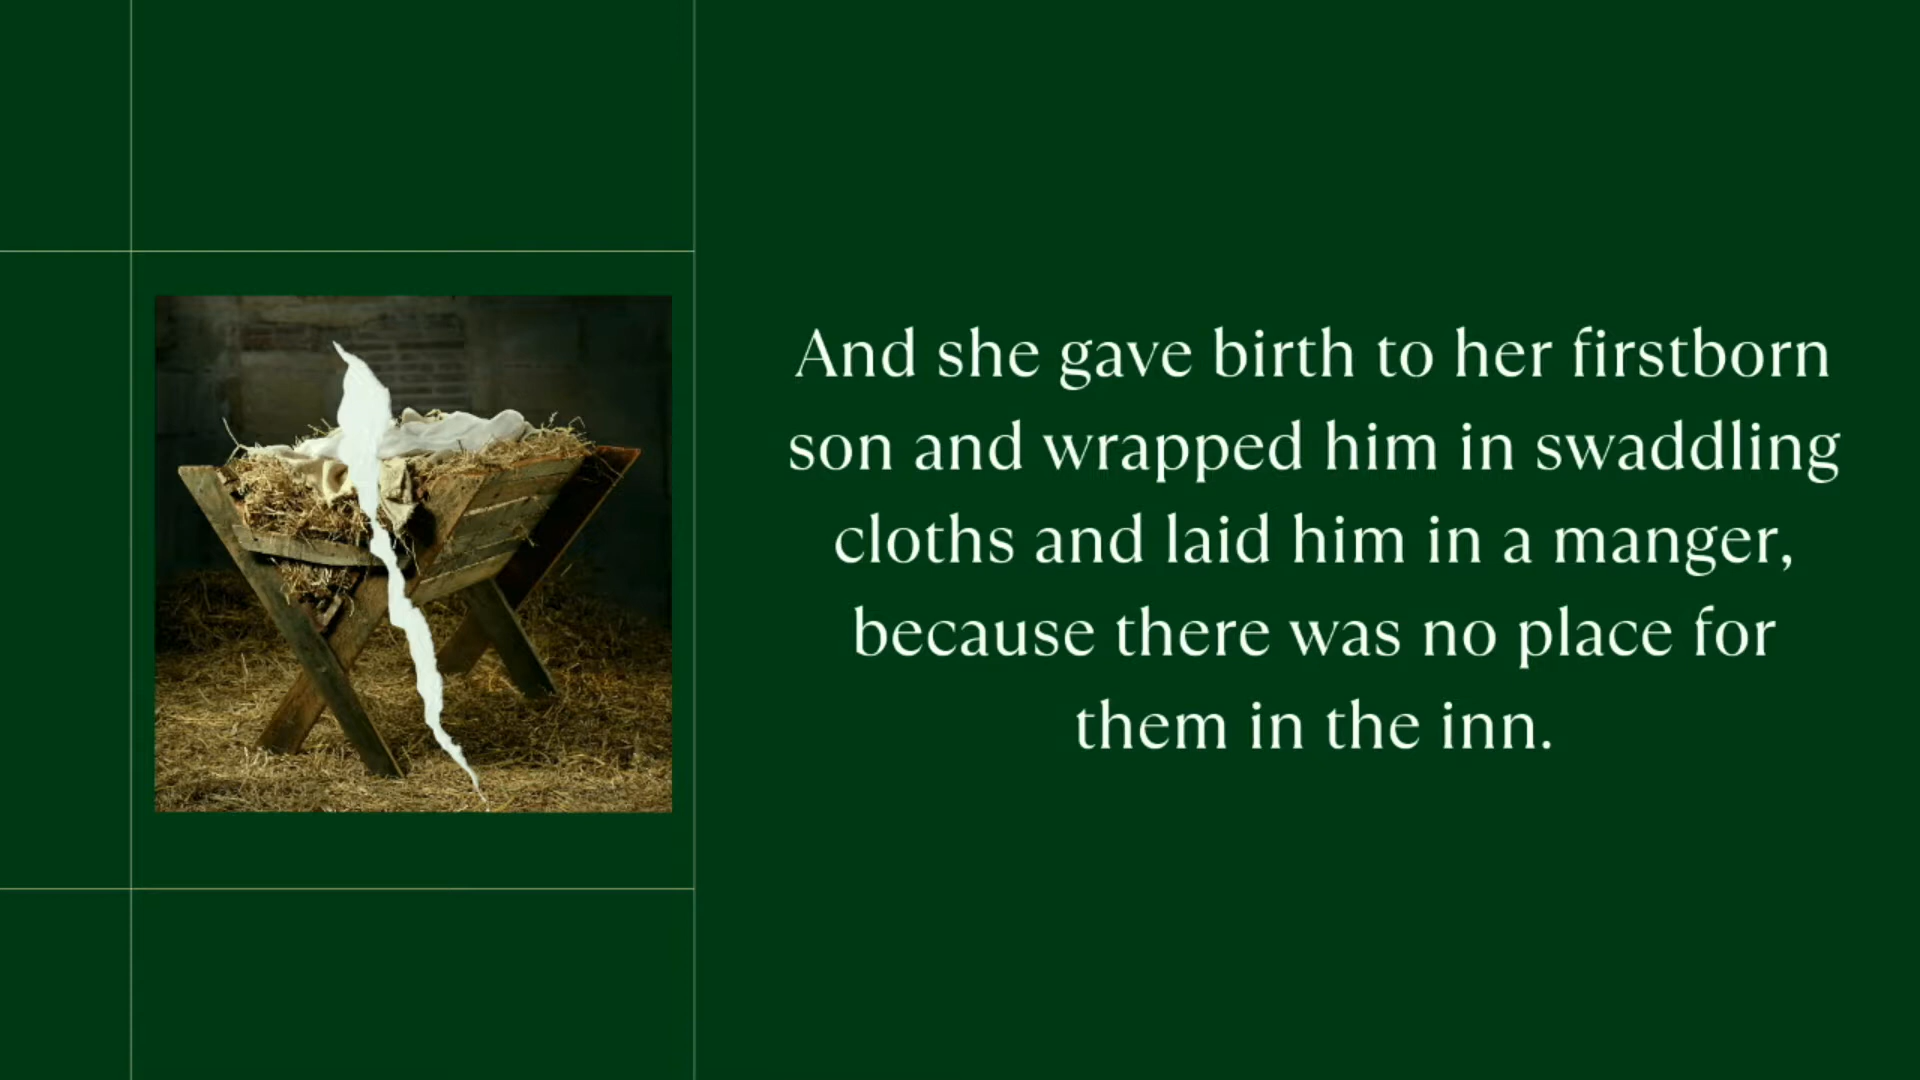 And she gave birth to her firstborn
son and wrapped him in swaddling
cloths and laid him in a manger,
because there was no place for
them in the inn.